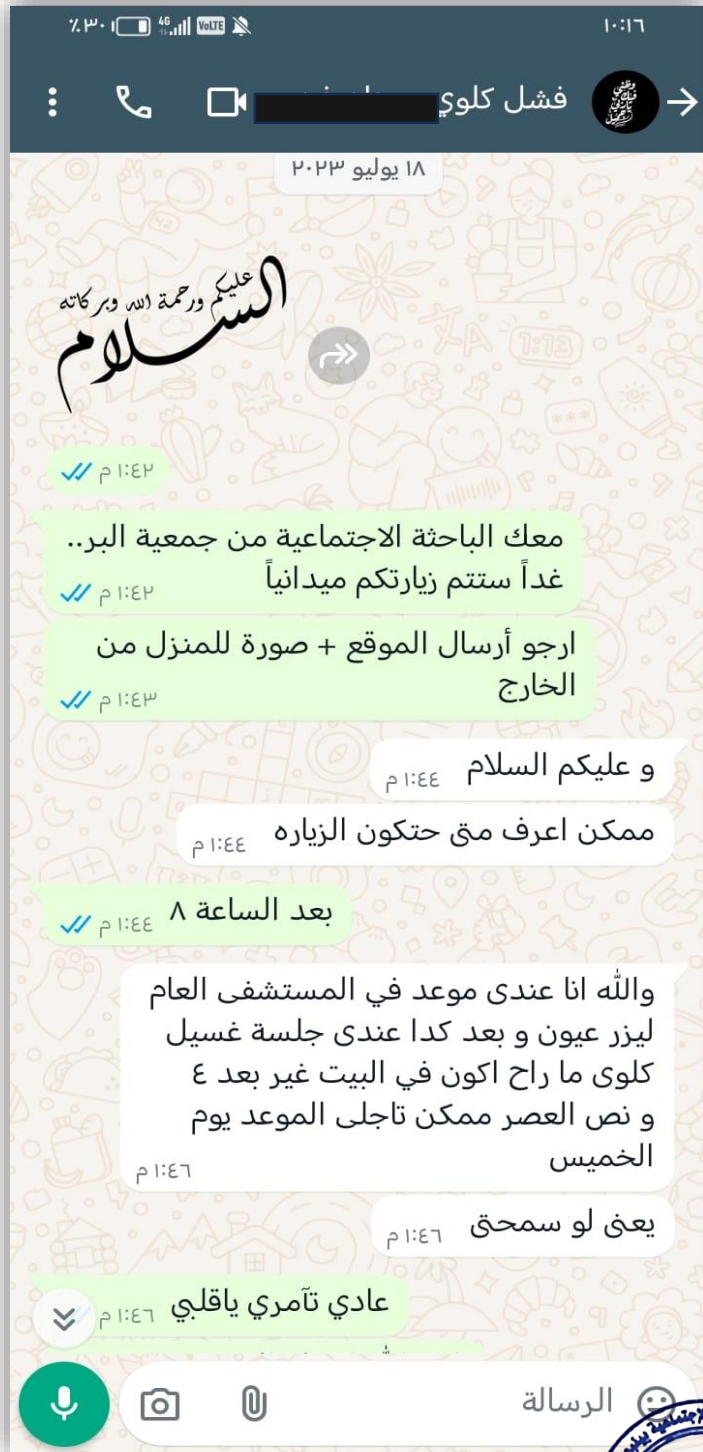 ٪٣٠ 4G VoLTE ١٠:١٦
فشل كلوي
١٨ يوليو ٢٠٢٣
السلام عليكم ورحمة الله وبركاته
١:٤٢ م
معك الباحثة الاجتماعية من جمعية البر..
غداً ستتم زيارتكم ميدانياً ١:٤٢ م
ارجو أرسال الموقع + صورة للمنزل من
الخارج ١:٤٣ م
و عليكم السلام ١:٤٤ م
ممكن اعرف متى حتكون الزياره ١:٤٤ م
بعد الساعة ٨ ١:٤٤ م
والله انا عندى موعد في المستشفى العام
ليزر عيون و بعد كدا عندى جلسة غسيل
كلوى ما راح اكون في البيت غير بعد ٤
و نص العصر ممكن تاجلى الموعد يوم
الخميس ١:٤٦ م
يعنى لو سمحتى ١:٤٦ م
عادي تآمري ياقلبي ١:٤٦ م
الرسالة